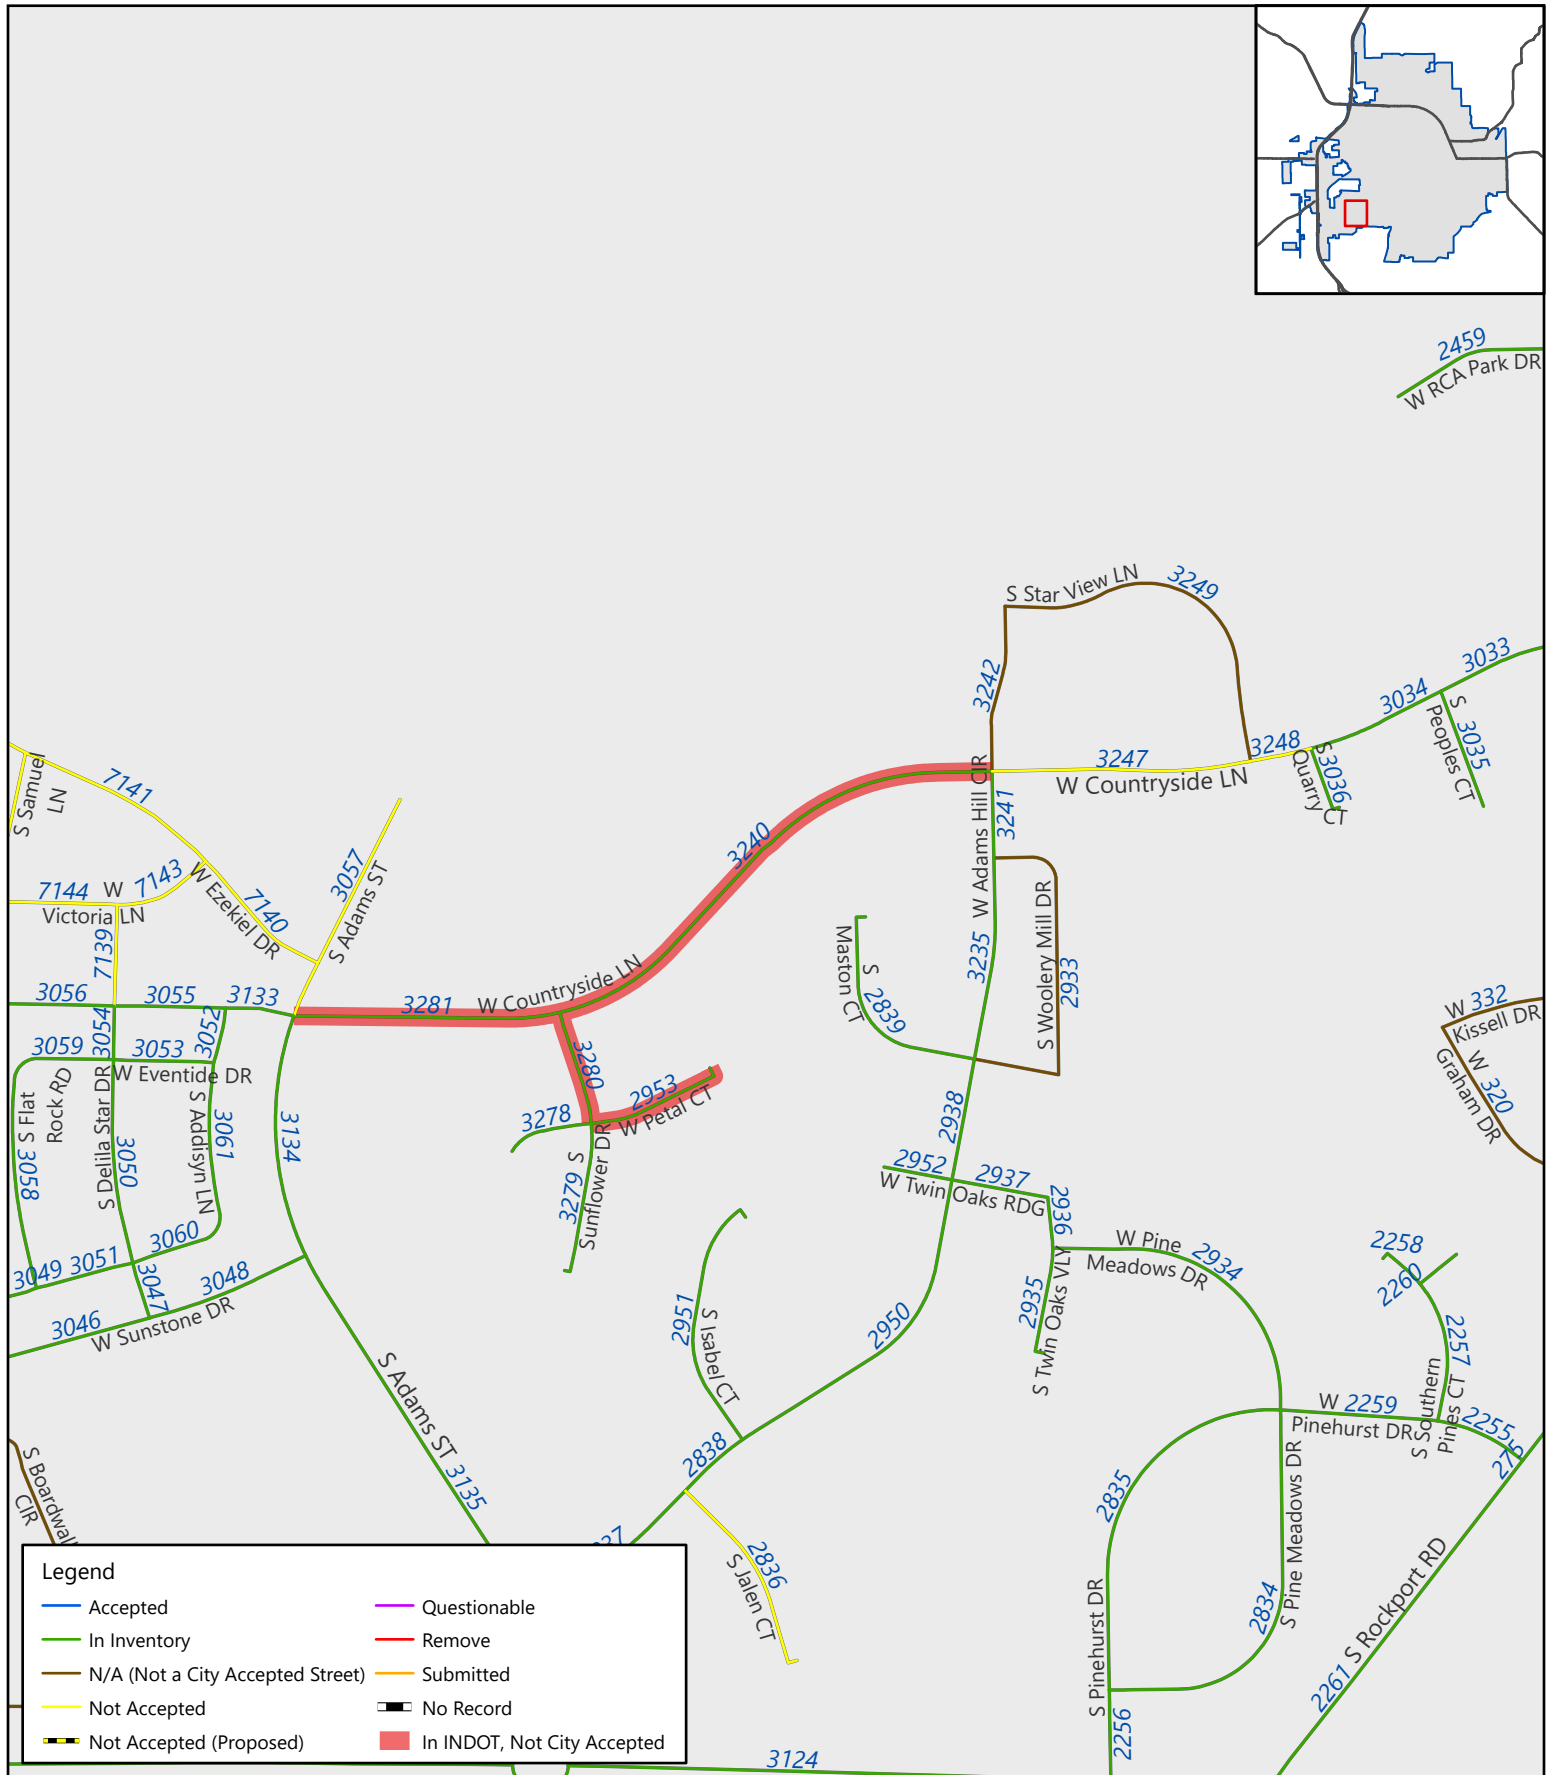 2459
W RCA Park DR
S Star View LN
3249
3242
3033
3034
S
Peoples CT
3035
3248
3247
W Countryside LN
S
Quarry CT
3036
W Adams Hill CIR
3241
3240
S Samuel
LN
7141
3057
S Adams ST
7144
W
Victoria LN
7143
W Ezekiel DR
7140
7139
S
Maston CT
2839
3235
S Woolery Mill DR
2933
3056
3055
3133
3281
W Countryside LN
3054
3052
3059
3053
W Eventide DR
S Flat
Rock RD
3058
S Delila Star DR
3050
S Addisyn LN
3061
3134
3280
2953
W Petal CT
3278
S
Sunflower DR
3279
2938
W 332
Kissell DR
W 320
Graham DR
2952
2937
W Twin Oaks RDG
2936
2935
S Twin Oaks VLY
W Pine
Meadows DR
2934
2258
2260
2257
3049
3051
3060
3047
3048
3046
W Sunstone DR
2951
S Isabel CT
2950
S Adams ST
3135
2838
W 2259
Pinehurst DR
S Southern
Pines CT
2255
275
S Boardwalk
CIR
2835
S Pine Meadows DR
2834
2836
S Jalen CT
S Pinehurst DR
2256
2261
S Rockport RD
3124
Legend
Accepted
In Inventory
N/A (Not a City Accepted Street)
Not Accepted
Not Accepted (Proposed)
Questionable
Remove
Submitted
No Record
In INDOT, Not City Accepted